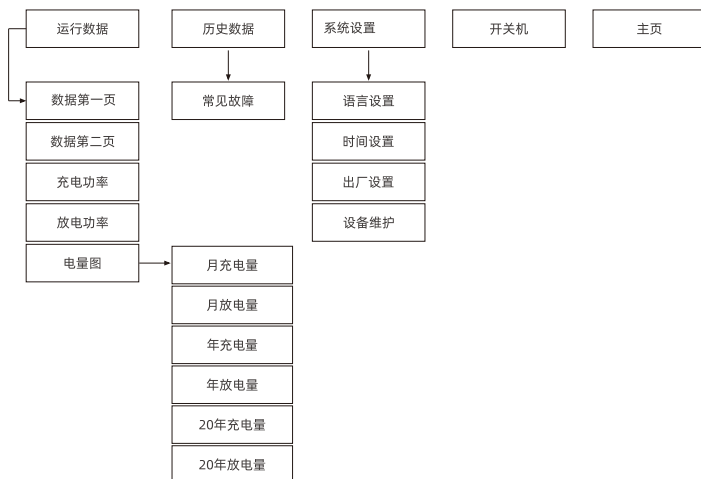 运行数据
历史数据
系统设置
开关机
主页
数据第一页
常见故障
语言设置
数据第二页
时间设置
充电功率
出厂设置
放电功率
设备维护
电量图
月充电量
月放电量
年充电量
年放电量
20年充电量
20年放电量